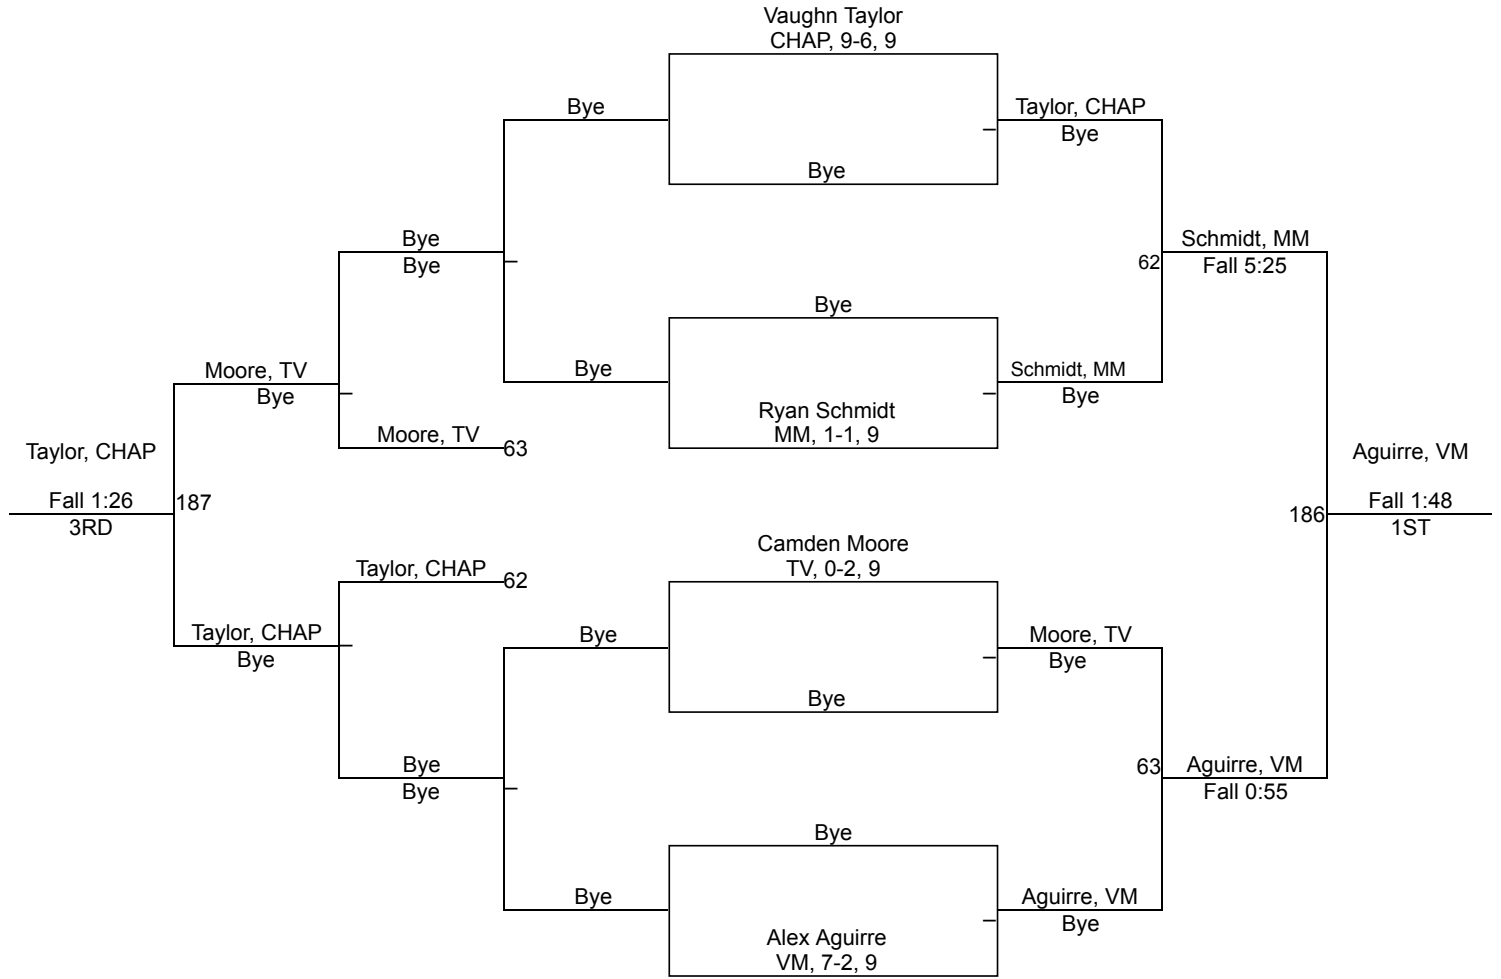 Vaughn Taylor
CHAP, 9-6, 9
Bye
Taylor, CHAP
Bye
Bye
Bye
Bye
Schmidt, MM
62
Fall 5:25
Bye
Bye
Schmidt, MM
Bye
Moore, TV
Bye
Ryan Schmidt
MM, 1-1, 9
Moore, TV
63
Taylor, CHAP
Fall 1:26
187
3RD
Aguirre, VM
186
Fall 1:48
1ST
Camden Moore
TV, 0-2, 9
Taylor, CHAP
62
Taylor, CHAP
Bye
Bye
Moore, TV
Bye
Bye
Bye
Bye
63
Aguirre, VM
Fall 0:55
Bye
Bye
Aguirre, VM
Bye
Alex Aguirre
VM, 7-2, 9